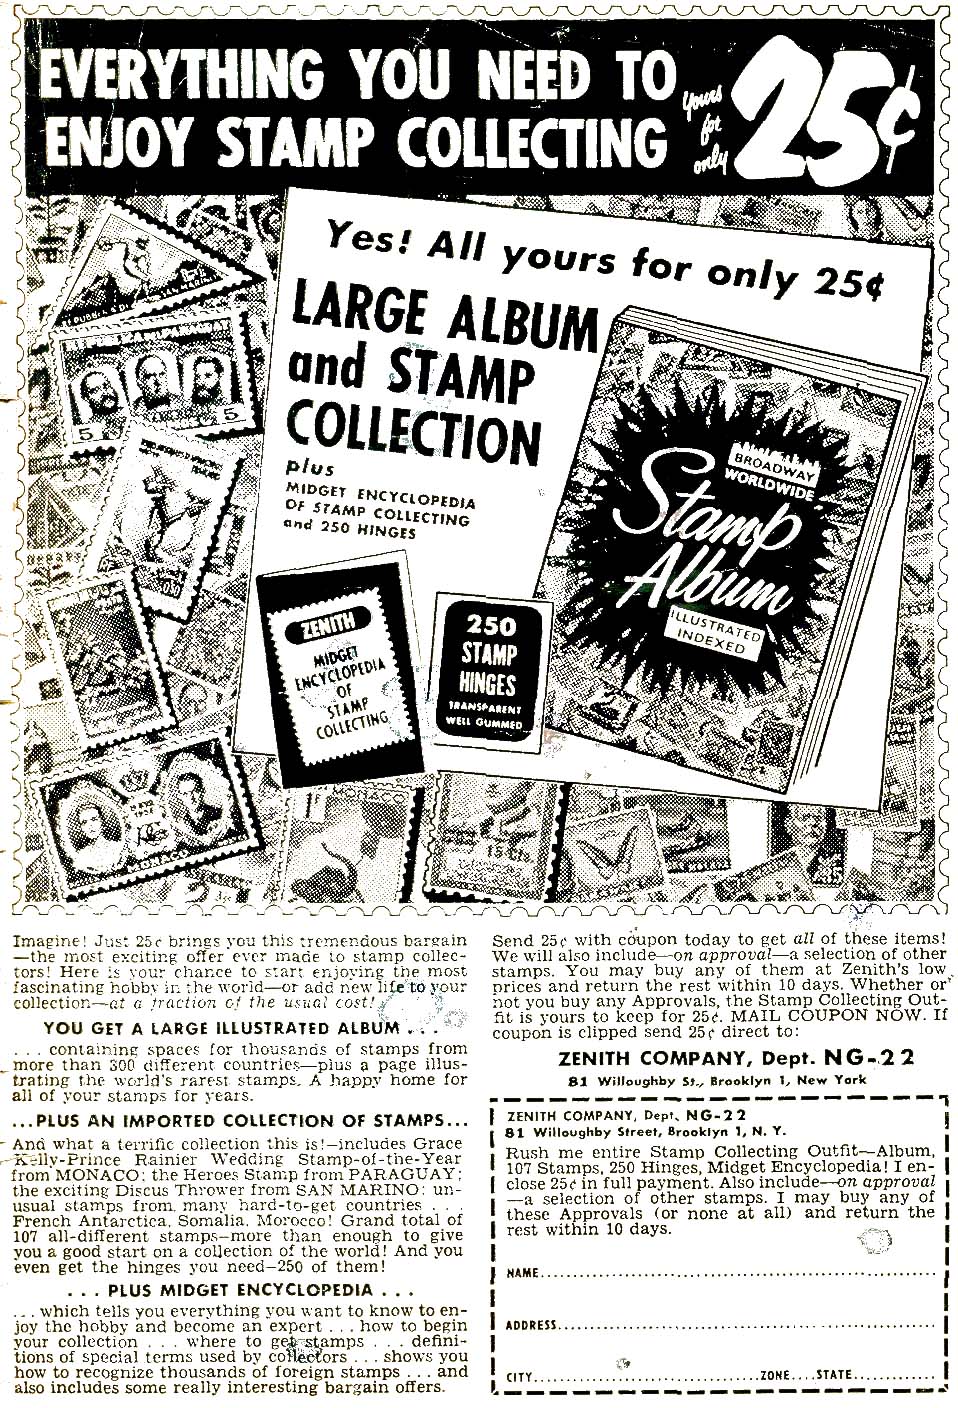 EVERYTHING YOU NEED TO
ENJOY STAMP COLLECTING
Yours
for
only
25¢
Yes! All yours for only 25¢
LARGE ALBUM
and STAMP
COLLECTION
plus
MIDGET ENCYCLOPEDIA
OF STAMP COLLECTING
and 250 HINGES
BROADWAY
WORLDWIDE
Stamp
Album
ILLUSTRATED
INDEXED
ZENITH
MIDGET
ENCYCLOPEDIA
OF
STAMP
COLLECTING
250
STAMP
HINGES
TRANSPARENT
WELL GUMMED
5
5
MONACO
MONACO
15 Cts.
Imagine! Just 25¢ brings you this tremendous bargain
—the most exciting offer ever made to stamp collec-
tors! Here is your chance to start enjoying the most
fascinating hobby in the world—or add new life to your
collection—at a fraction of the usual cost!
YOU GET A LARGE ILLUSTRATED ALBUM . . .
. . . containing spaces for thousands of stamps from
more than 300 different countries—plus a page illus-
trating the world's rarest stamps. A happy home for
all of your stamps for years.
...PLUS AN IMPORTED COLLECTION OF STAMPS...
And what a terrific collection this is!—includes Grace
Kelly-Prince Rainier Wedding Stamp-of-the-Year
from MONACO; the Heroes Stamp from PARAGUAY;
the exciting Discus Thrower from SAN MARINO; un-
usual stamps from many hard-to-get countries . . .
French Antarctica, Somalia, Morocco! Grand total of
107 all-different stamps—more than enough to give
you a good start on a collection of the world! And you
even get the hinges you need—250 of them!
. . . PLUS MIDGET ENCYCLOPEDIA . . .
. . . which tells you everything you want to know to en-
joy the hobby and become an expert . . . how to begin
your collection . . . where to get stamps . . . defini-
tions of special terms used by collectors . . . shows you
how to recognize thousands of foreign stamps . . . and
also includes some really interesting bargain offers.
Send 25¢ with coupon today to get all of these items!
We will also include—on approval—a selection of other
stamps. You may buy any of them at Zenith's low
prices and return the rest within 10 days. Whether or
not you buy any Approvals, the Stamp Collecting Out-
fit is yours to keep for 25¢. MAIL COUPON NOW. If
coupon is clipped send 25¢ direct to:
ZENITH COMPANY, Dept. NG-22
81 Willoughby St., Brooklyn 1, New York
ZENITH COMPANY, Dept. NG-22
81 Willoughby Street, Brooklyn 1, N. Y.
Rush me entire Stamp Collecting Outfit—Album,
107 Stamps, 250 Hinges, Midget Encyclopedia! I en-
close 25¢ in full payment. Also include—on approval
—a selection of other stamps. I may buy any of
these Approvals (or none at all) and return the
rest within 10 days.
NAME
ADDRESS
CITY ZONE STATE